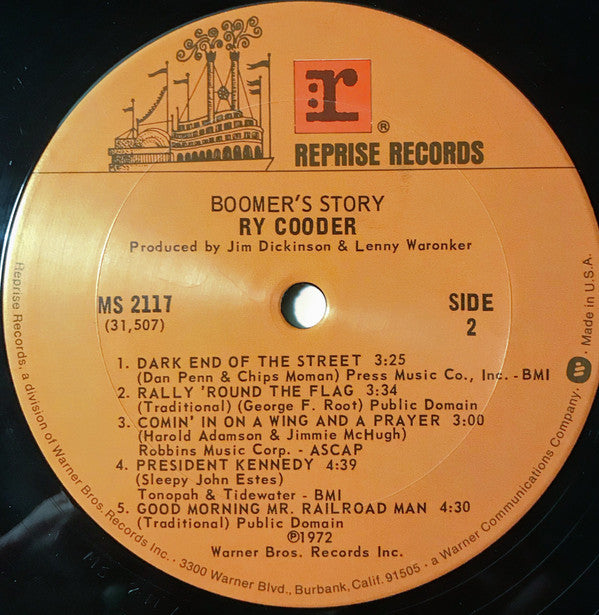 :r
®
REPRISE RECORDS
BOOMER'S STORY
RY COODER
Produced by Jim Dickinson & Lenny Waronker
MS 2117
(31,507)
SIDE
2
1. DARK END OF THE STREET 3:25
(Dan Penn & Chips Moman) Press Music Co., Inc. - BMI
2. RALLY 'ROUND THE FLAG 3:34
(Traditional) (George F. Root) Public Domain
3. COMIN' IN ON A WING AND A PRAYER 3:00
(Harold Adamson & Jimmie McHugh)
Robbins Music Corp. - ASCAP
4. PRESIDENT KENNEDY 4:39
(Sleepy John Estes)
Tonopah & Tidewater - BMI
5. GOOD MORNING MR. RAILROAD MAN 4:30
(Traditional) Public Domain
℗1972
Warner Bros. Records Inc.
Reprise Records, a division of Warner Bros. Records Inc. · 3300 Warner Blvd., Burbank, Calif. 91505 · a Warner Communications Company · Made in U.S.A.